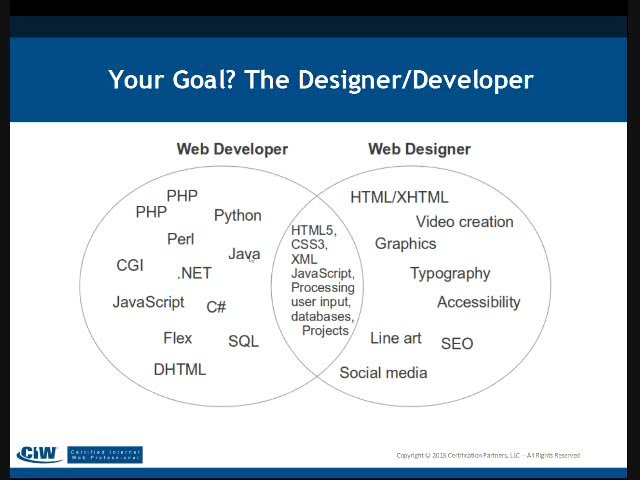 Your Goal? The Designer/Developer
Web Developer
Web Designer
PHP
PHP
Python
Perl
Java
CGI
.NET
JavaScript
C#
Flex
SQL
DHTML
HTML5,
CSS3,
XML
JavaScript,
Processing
user input,
databases,
Projects
HTML/XHTML
Video creation
Graphics
Typography
Accessibility
Line art
SEO
Social media
CIW
Certified Internet
Web Professional
Copyright © 2013 Certification Partners, LLC – All Rights Reserved